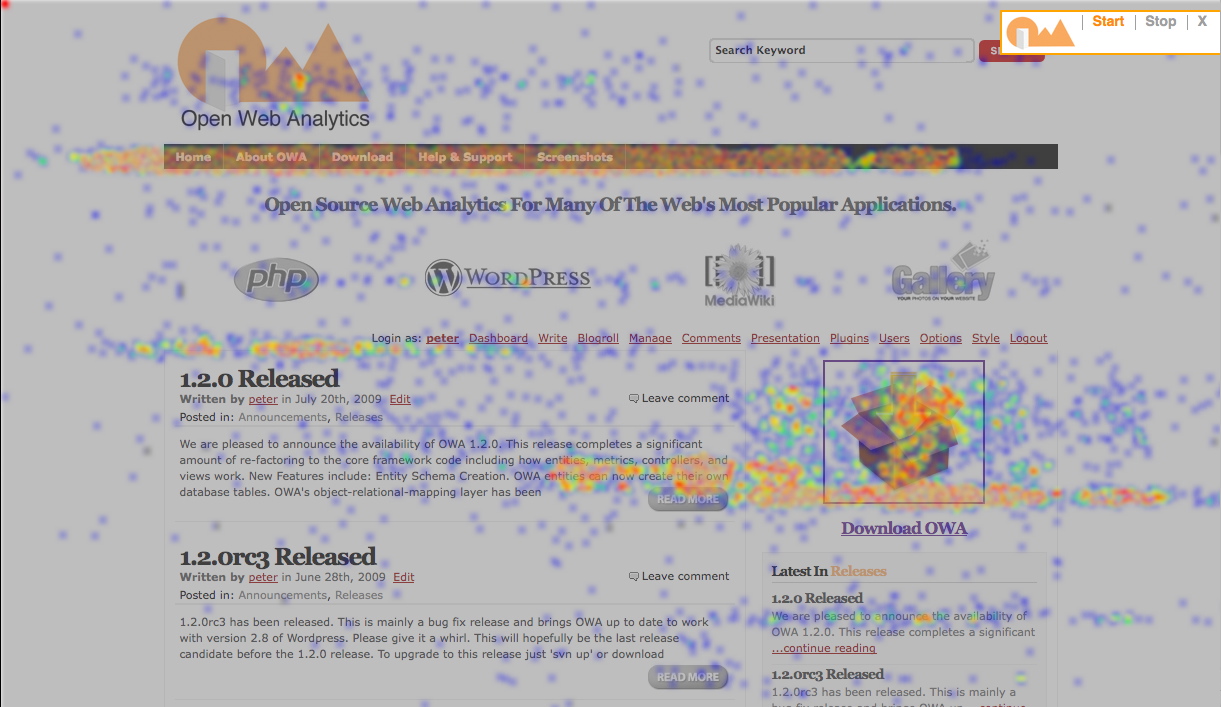 Start Stop X
Search Keyword
Open Web Analytics
Home About OWA Download Help & Support Screenshots
Open Source Web Analytics For Many Of The Web's Most Popular Applications.
php WORDPRESS [[MediaWiki]] Gallery
YOUR PHOTOS ON YOUR WEBSITE
Login as: peter Dashboard Write Blogroll Manage Comments Presentation Plugins Users Options Style Logout
1.2.0 Released
Written by peter in July 20th, 2009 Edit
Leave comment
Posted in: Announcements, Releases
We are pleased to announce the availability of OWA 1.2.0. This release completes a significant
amount of re-factoring to the core framework code including how entities, metrics, controllers, and
views work. New Features include: Entity Schema Creation. OWA entities can now create their own
database tables. OWA's object-relational-mapping layer has been
READ MORE
1.2.0rc3 Released
Written by peter in June 28th, 2009 Edit
Leave comment
Posted in: Announcements, Releases
1.2.0rc3 has been released. This is mainly a bug fix release and brings OWA up to date to work
with version 2.8 of Wordpress. Please give it a whirl. This will hopefully be the last release
candidate before the 1.2.0 release. To upgrade to this release just 'svn up' or download
READ MORE
Download OWA
Latest In Releases
1.2.0 Released
We are pleased to announce the availability of
OWA 1.2.0. This release completes a significant
...continue reading
1.2.0rc3 Released
1.2.0rc3 has been released. This is mainly a